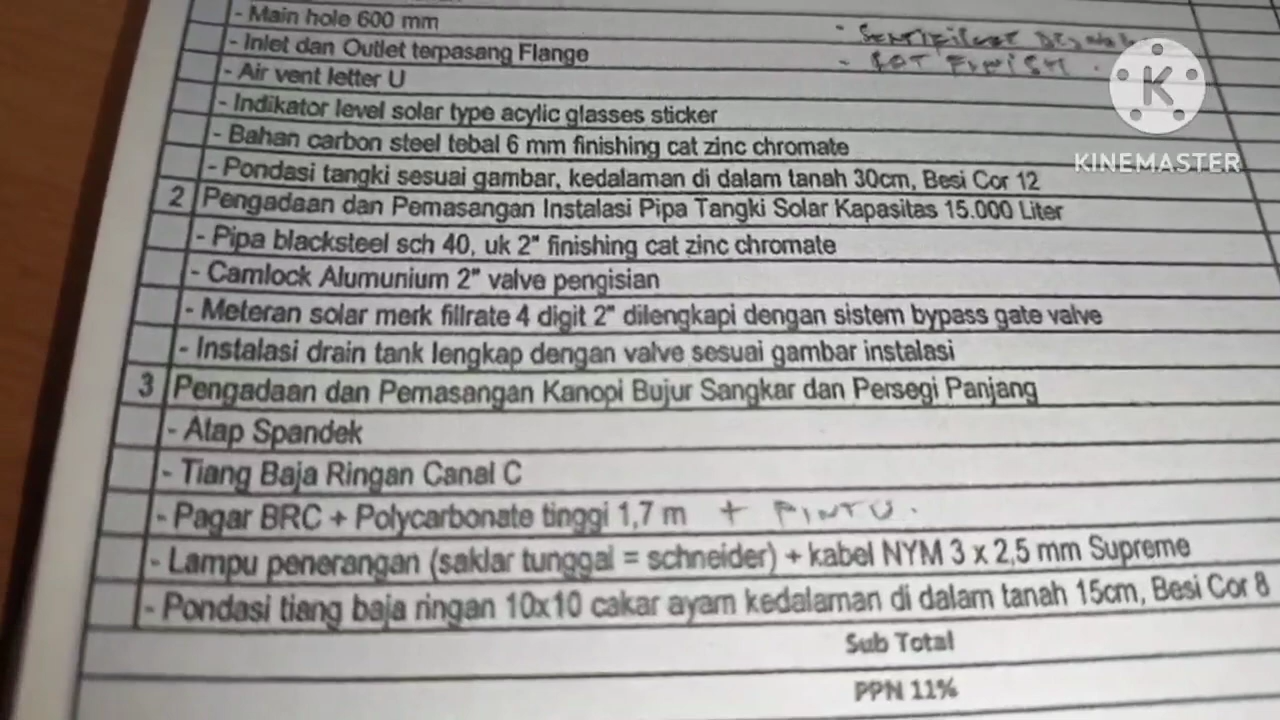 - Main hole 600 mm
- Inlet dan Outlet terpasang Flange
- Air vent letter U
- Indikator level solar type acylic glasses sticker
- Bahan carbon steel tebal 6 mm finishing cat zinc chromate
- Pondasi tangki sesuai gambar, kedalaman di dalam tanah 30cm, Besi Cor 12
2 Pengadaan dan Pemasangan Instalasi Pipa Tangki Solar Kapasitas 15.000 Liter
- Pipa blacksteel sch 40, uk 2" finishing cat zinc chromate
- Camlock Alumunium 2" valve pengisian
- Meteran solar merk fillrate 4 digit 2" dilengkapi dengan sistem bypass gate valve
- Instalasi drain tank lengkap dengan valve sesuai gambar instalasi
3 Pengadaan dan Pemasangan Kanopi Bujur Sangkar dan Persegi Panjang
- Atap Spandek
- Tiang Baja Ringan Canal C
- Pagar BRC + Polycarbonate tinggi 1,7 m + PINTU.
- Lampu penerangan (saklar tunggal = schneider) + kabel NYM 3 x 2,5 mm Supreme
- Pondasi tiang baja ringan 10x10 cakar ayam kedalaman di dalam tanah 15cm, Besi Cor 8
Sub Total
PPN 11%
K
KINEMASTER